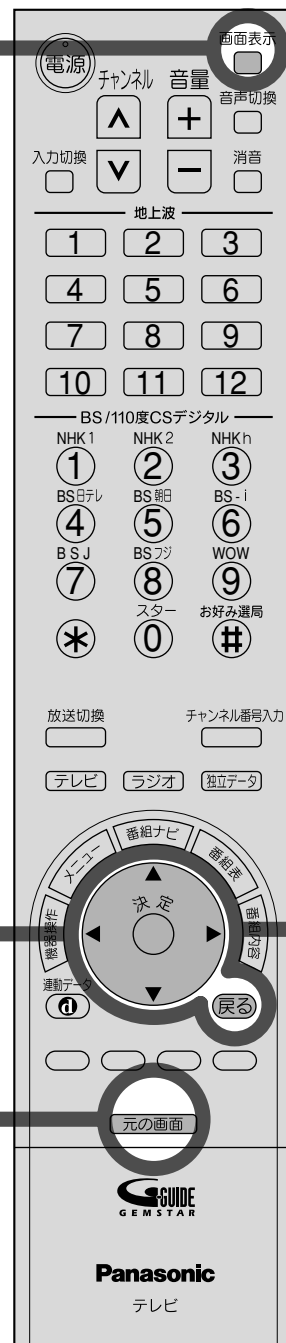 画面表示
電源
チャンネル 音量
音声切換
入力切換
消音
地上波
1 2 3
4 5 6
7 8 9
10 11 12
BS/110度CSデジタル
NHK1 NHK2 NHKh
1 2 3
BS日テレ BS朝日 BS-i
4 5 6
BSJ BSフジ WOW
7 8 9
スター お好み選局
* 0 #
放送切換 チャンネル番号入力
テレビ ラジオ 独立データ
機器操作 メニュー 番組ナビ 番組表 番組内容
決定
連動データ
d
戻る
元の画面
G-GUIDE
GEMSTAR
Panasonic
テレビ